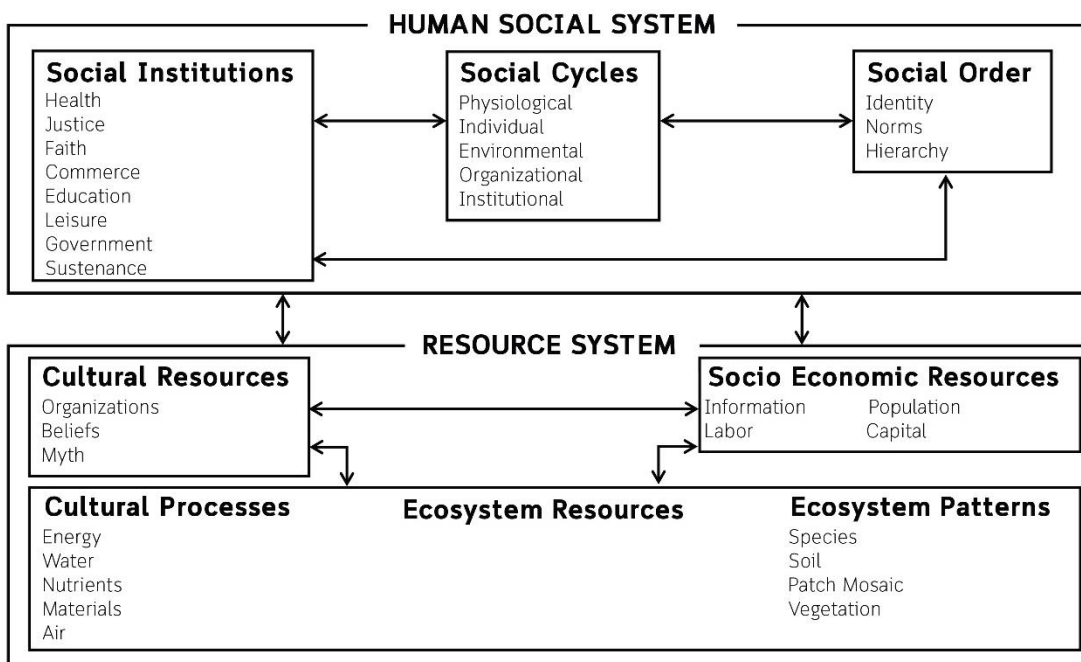 HUMAN SOCIAL SYSTEM
Social Institutions
Health
Justice
Faith
Commerce
Education
Leisure
Government
Sustenance
Social Cycles
Physiological
Individual
Environmental
Organizational
Institutional
Social Order
Identity
Norms
Hierarchy
RESOURCE SYSTEM
Cultural Resources
Organizations
Beliefs
Myth
Socio Economic Resources
Information Population
Labor Capital
Cultural Processes
Energy
Water
Nutrients
Materials
Air
Ecosystem Resources
Ecosystem Patterns
Species
Soil
Patch Mosaic
Vegetation